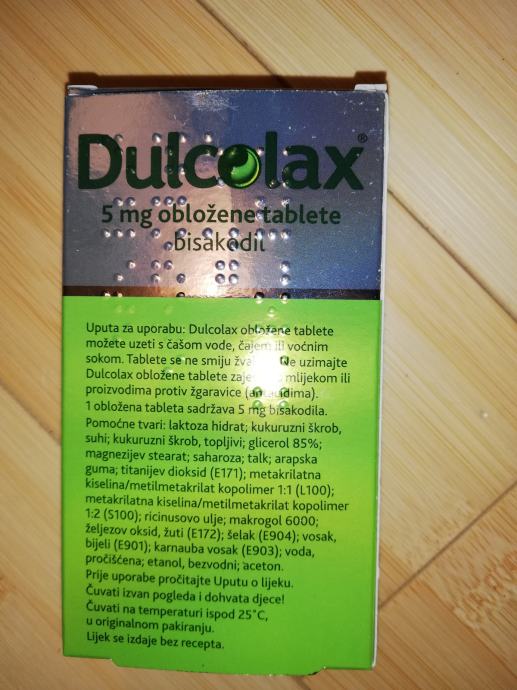 Dulcolax®
5 mg obložene tablete
bisakodil
Uputa za uporabu: Dulcolax obložene tablete
možete uzeti s čašom vode, čajem ili voćnim
sokom. Tablete se ne smiju Ne uzimajte
Dulcolax obložene tablete mlijekom ili
proizvodima protiv žgaravice (antacidima).
1 obložena tableta sadržava 5 mg bisakodila.
Pomoćne tvari: laktoza hidrat; kukuruzni škrob,
suhi; kukuruzni škrob, topljivi; glicerol 85%;
magnezijev stearat; saharoza; talk; arapska
guma; titanijev dioksid (E171); metakrilatna
kiselina/metilmetakrilat kopolimer 1:1 (L100);
metakrilatna kiselina/metilmetakrilat kopolimer
1:2 (S100); ricinusovo ulje; makrogol 6000;
željezov oksid, žuti (E172); šelak (E904); vosak,
bijeli (E901); karnauba vosak (E903); voda,
pročišćena; etanol, bezvodni; aceton.
Prije uporabe pročitajte Uputu o lijeku.
Čuvati izvan pogleda i dohvata djece!
Čuvati na temperaturi ispod 25˚C,
u originalnom pakiranju.
Lijek se izdaje bez recepta.